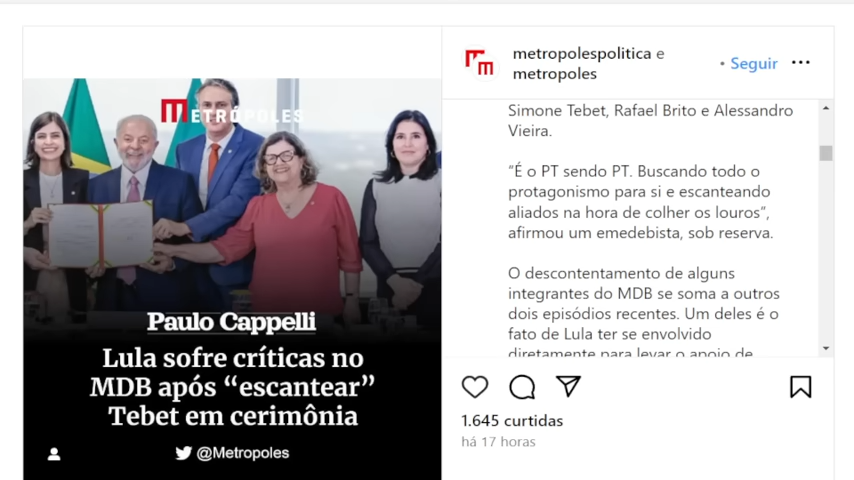 METRÓPOLES
Paulo Cappelli
Lula sofre críticas no
MDB após “escantear”
Tebet em cerimônia
@Metropoles
metropolespolitica e
metropoles
• Seguir
Simone Tebet, Rafael Brito e Alessandro
Vieira.
“É o PT sendo PT. Buscando todo o
protagonismo para si e escanteando
aliados na hora de colher os louros”,
afirmou um emedebista, sob reserva.
O descontentamento de alguns
integrantes do MDB se soma a outros
dois episódios recentes. Um deles é o
fato de Lula ter se envolvido
diretamente para levar o apoio de
1.645 curtidas
há 17 horas